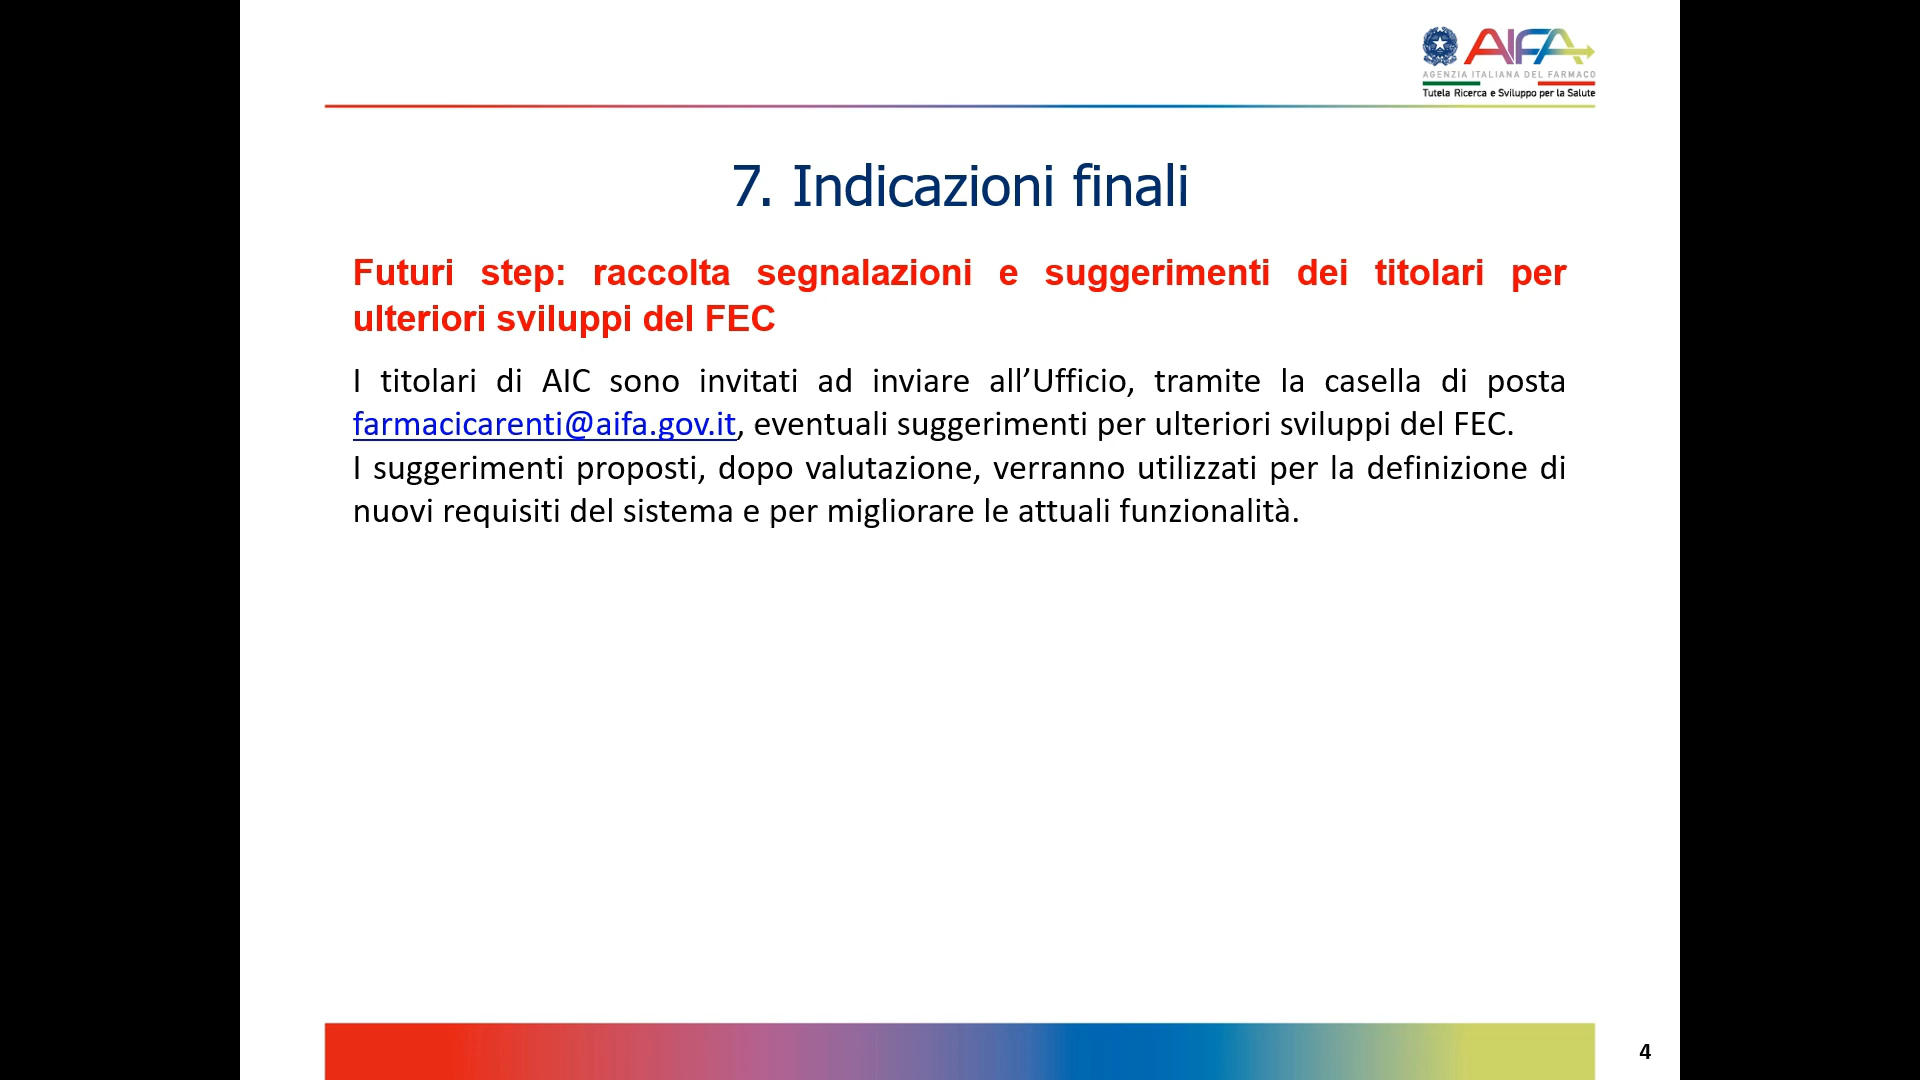 AIFA
AGENZIA ITALIANA DEL FARMACO
Tutela Ricerca e Sviluppo per la Salute
7. Indicazioni finali
Futuri step: raccolta segnalazioni e suggerimenti dei titolari per
ulteriori sviluppi del FEC
I titolari di AIC sono invitati ad inviare all’Ufficio, tramite la casella di posta
farmacicarenti@aifa.gov.it, eventuali suggerimenti per ulteriori sviluppi del FEC.
I suggerimenti proposti, dopo valutazione, verranno utilizzati per la definizione di
nuovi requisiti del sistema e per migliorare le attuali funzionalità.
4